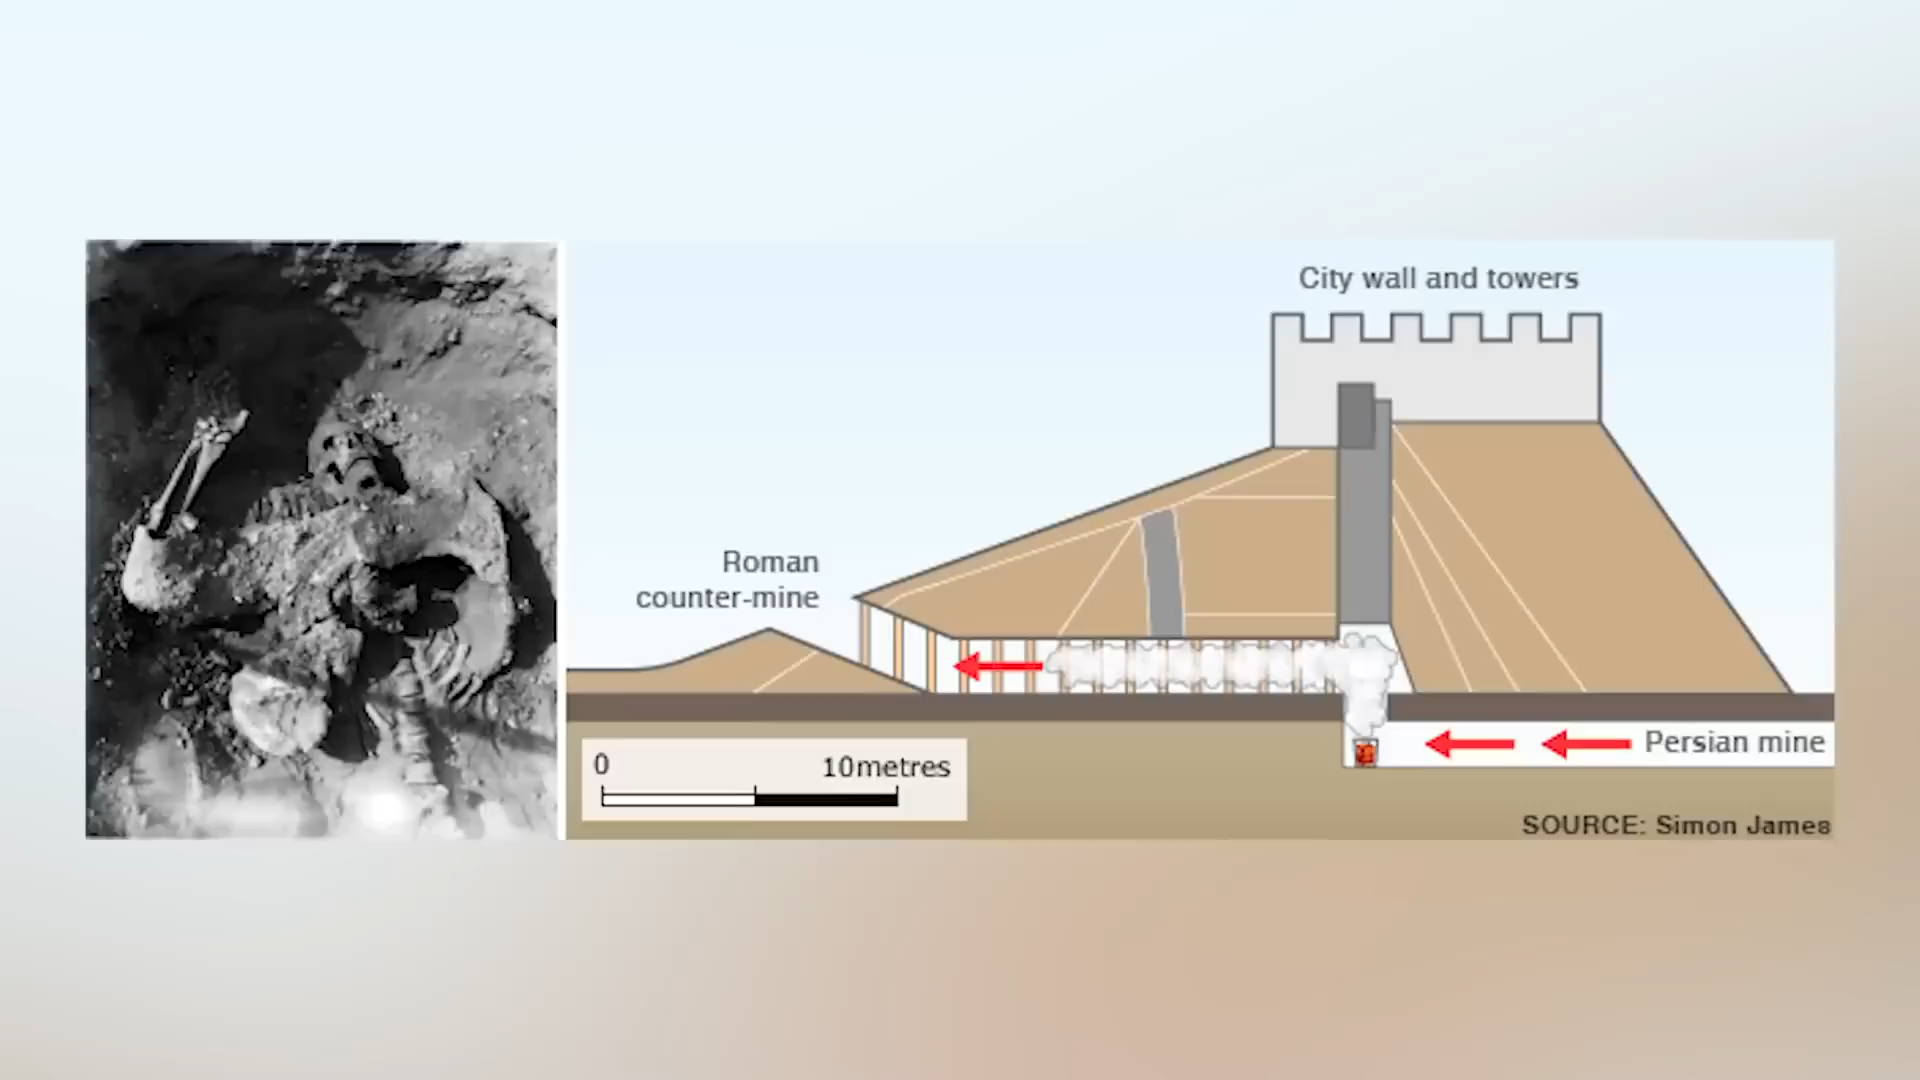 City wall and towers
Roman
counter-mine
Persian mine
0 10metres
SOURCE: Simon James